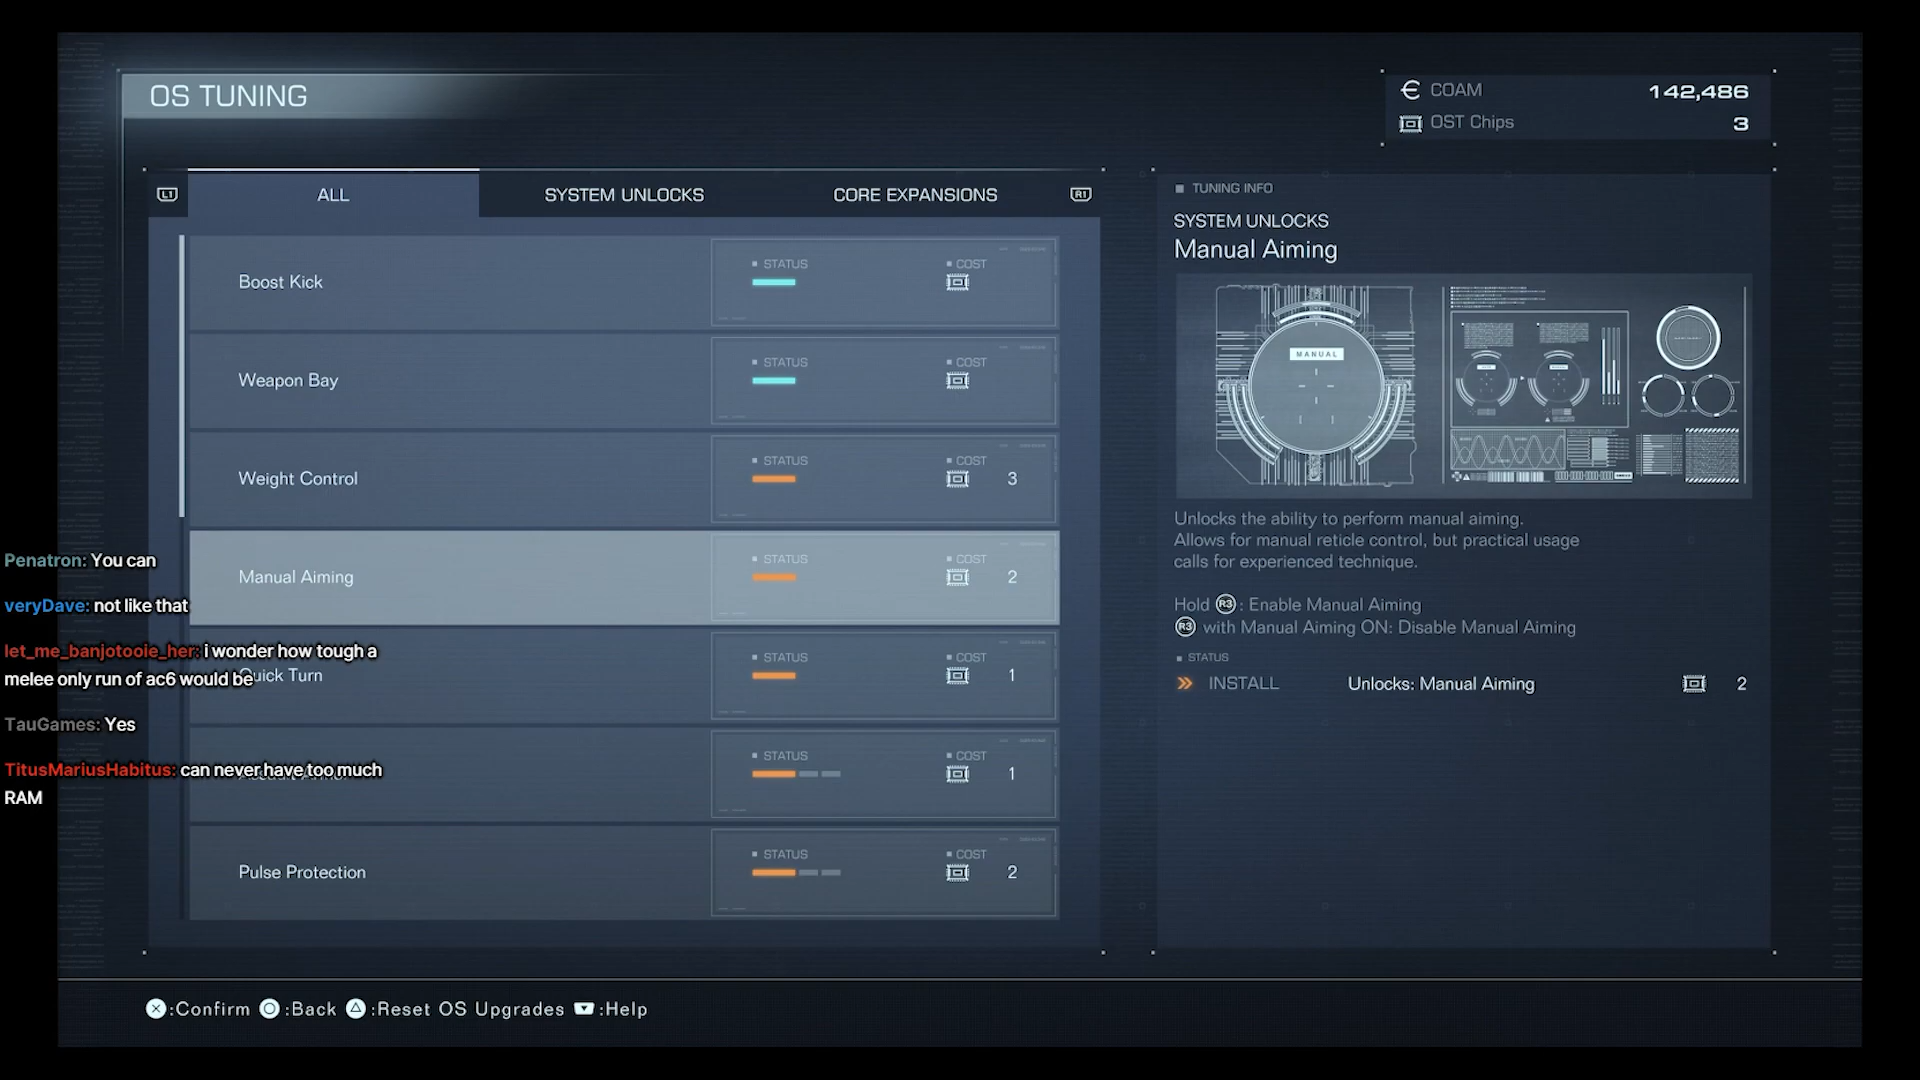 OS TUNING
COAM 142,486
OST Chips 3
L1 ALL SYSTEM UNLOCKS CORE EXPANSIONS R1
Boost Kick STATUS COST
Weapon Bay STATUS COST
Weight Control STATUS COST 3
Manual Aiming STATUS COST 2
Quick Turn STATUS COST 1
STATUS COST 1
Pulse Protection STATUS COST 2
TUNING INFO
SYSTEM UNLOCKS
Manual Aiming
MANUAL
Unlocks the ability to perform manual aiming.
Allows for manual reticle control, but practical usage
calls for experienced technique.
Hold R3 : Enable Manual Aiming
R3 with Manual Aiming ON: Disable Manual Aiming
STATUS
INSTALL Unlocks: Manual Aiming 2
Penatron: You can
veryDave: not like that
let_me_banjotooie_her: i wonder how tough a
melee only run of ac6 would be
TauGames: Yes
TitusMariusHabitus: can never have too much
RAM
:Confirm :Back :Reset OS Upgrades :Help